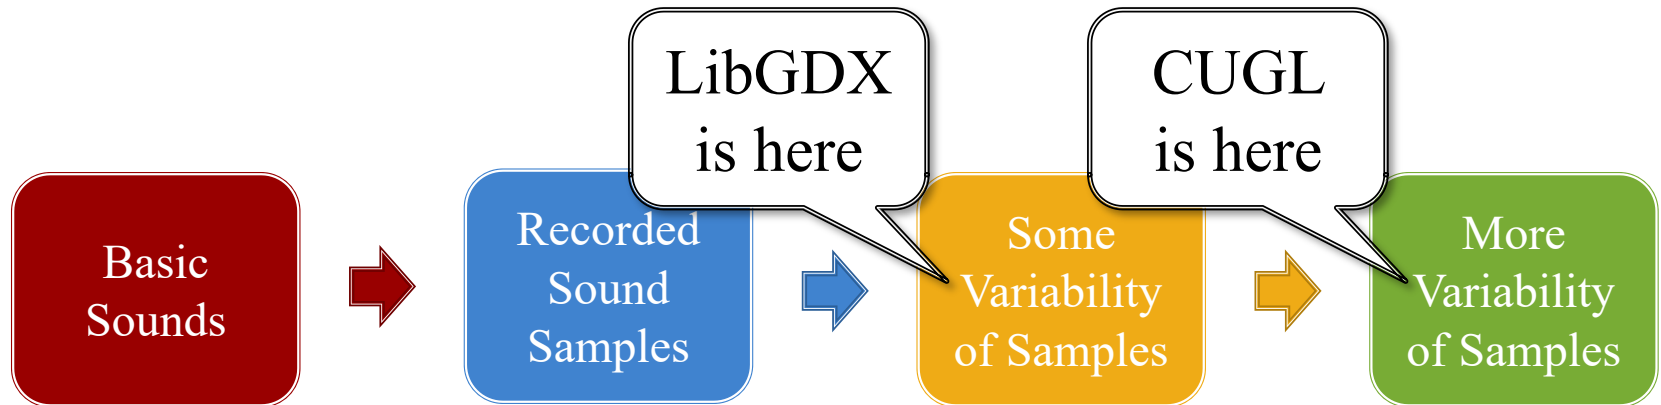 LibGDX
is here
CUGL
is here
Basic
Sounds
Recorded
Sound
Samples
Some
Variability
of Samples
More
Variability
of Samples